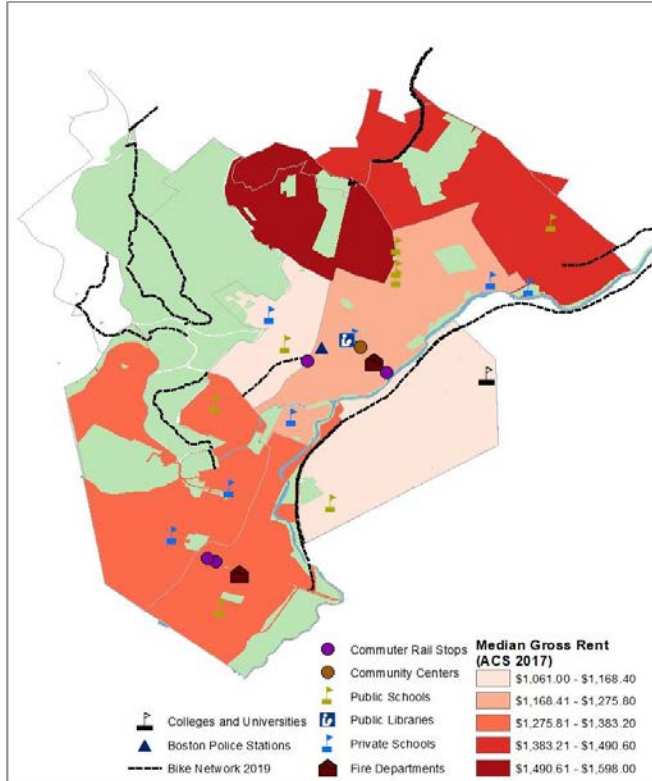 Commuter Rail Stops
Community Centers
Public Schools
Public Libraries
Private Schools
Fire Departments
Colleges and Universities
Boston Police Stations
Bike Network 2019
Median Gross Rent
(ACS 2017)
$1,061.00 - $1,168.40
$1,168.41 - $1,275.80
$1,275.81 - $1,383.20
$1,383.21 - $1,490.60
$1,490.61 - $1,598.00